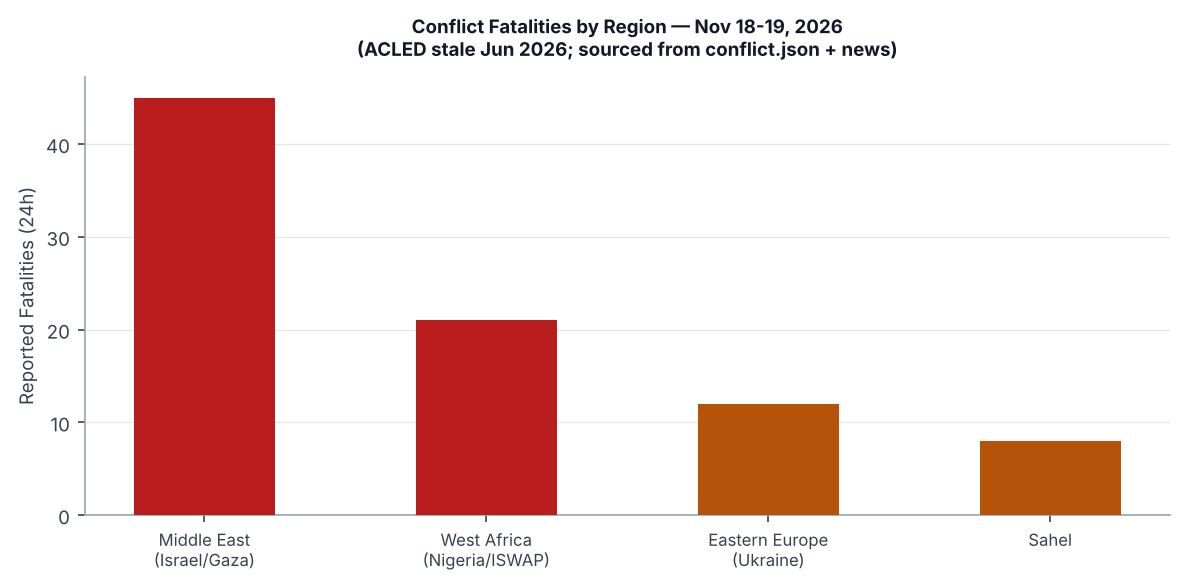 Conflict Fatalities by Region — Nov 18-19, 2026
(ACLED stale Jun 2026; sourced from conflict.json + news)
Reported Fatalities (24h)
40
30
20
10
0
Middle East
(Israel/Gaza)
West Africa
(Nigeria/ISWAP)
Eastern Europe
(Ukraine)
Sahel